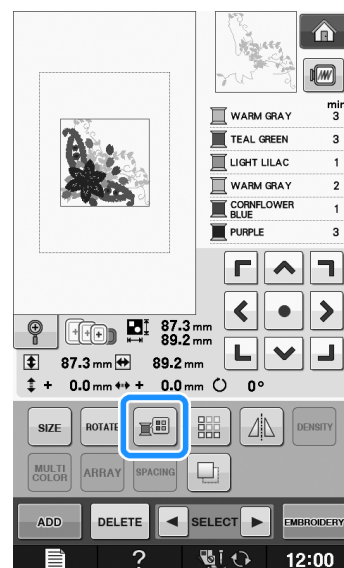 min
WARM GRAY 3
TEAL GREEN 3
LIGHT LILAC 1
WARM GRAY 2
CORNFLOWER
BLUE 1
PURPLE 3
87.3 mm
89.2 mm
87.3 mm 89.2 mm
+ 0.0 mm + 0.0 mm 0°
SIZE ROTATE DENSITY
MULTI
COLOR ARRAY SPACING
ADD DELETE SELECT EMBROIDERY
? 12:00